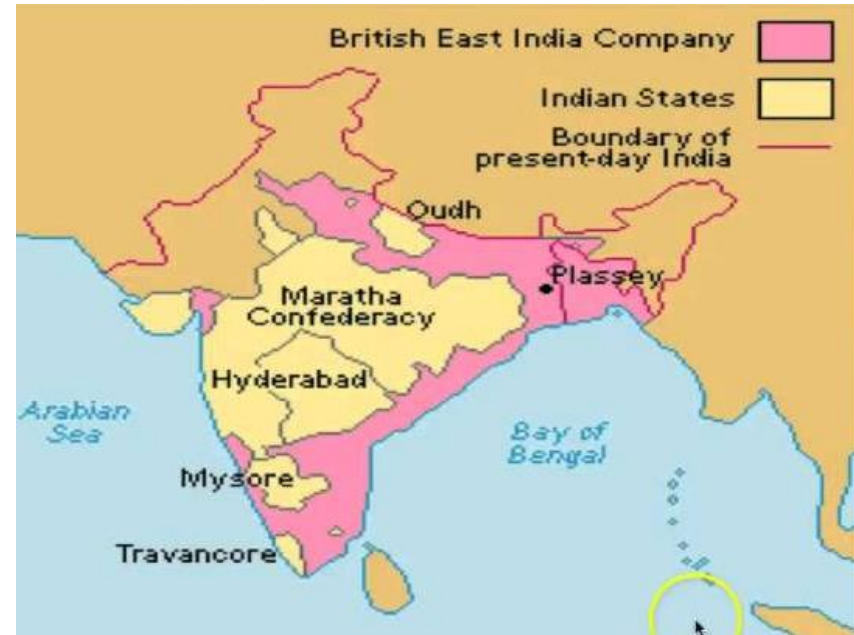 British East India Company
Indian States
Boundary of
present-day India
Oudh
Plassey
Maratha
Confederacy
Hyderabad
Arabian
Sea
Bay of
Bengal
Mysore
Travancore